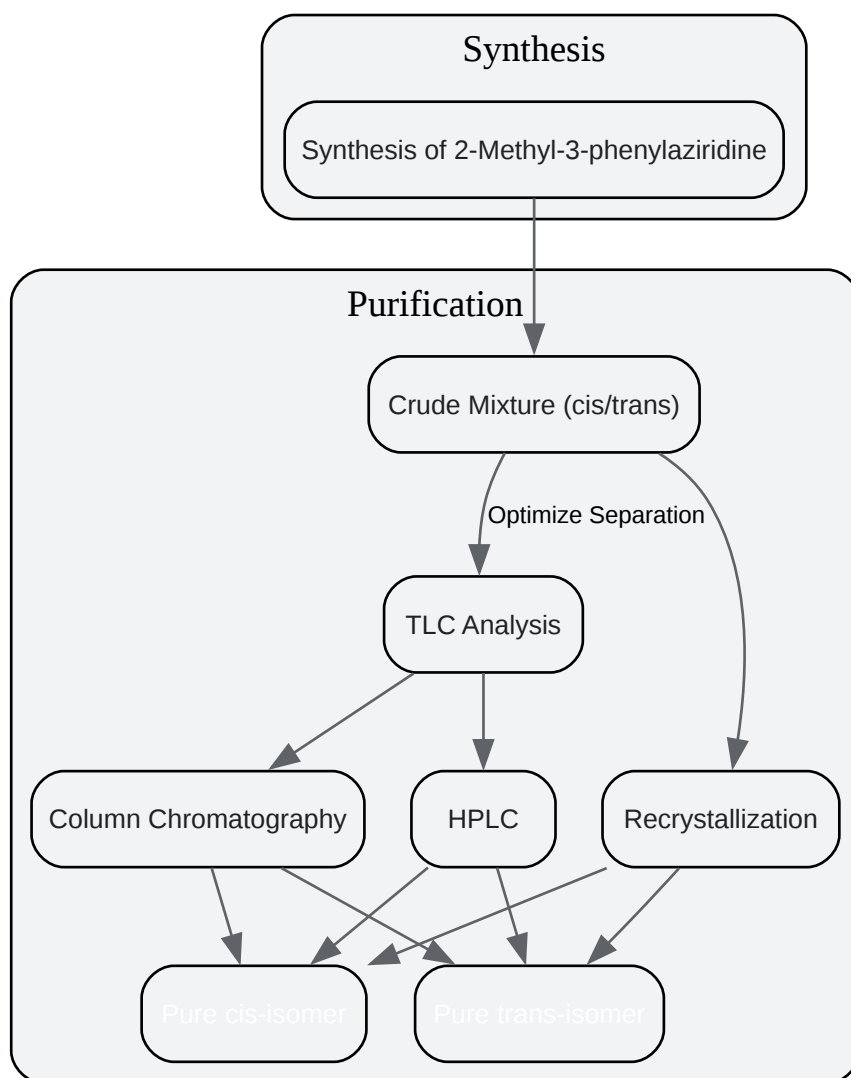 Synthesis
Synthesis of 2-Methyl-3-phenylaziridine
Purification
Crude Mixture (cis/trans)
Optimize Separation
TLC Analysis
Column Chromatography
HPLC
Recrystallization
Pure cis-isomer
Pure trans-isomer